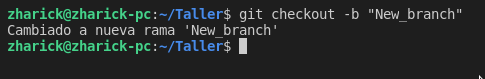 zharick@zharick-pc:~/Taller$ git checkout -b "New_branch"
Cambiado a nueva rama 'New_branch'
zharick@zharick-pc:~/Taller$